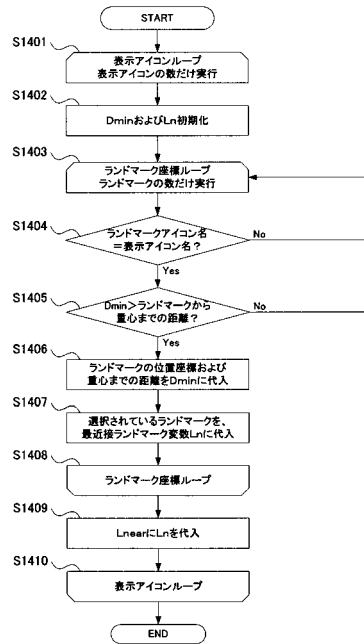 START
S1401
表示アイコンループ
表示アイコンの数だけ実行
S1402
DminおよびLn初期化
S1403
ランドマーク座標ループ
ランドマークの数だけ実行
S1404
ランドマークアイコン名
=表示アイコン名?
No
Yes
S1405
Dmin>ランドマークから
重心までの距離?
No
Yes
S1406
ランドマークの位置座標および
重心までの距離をDminに代入
S1407
選択されているランドマークを、
最近接ランドマーク変数Lnに代入
S1408
ランドマーク座標ループ
S1409
LnearにLnを代入
S1410
表示アイコンループ
END